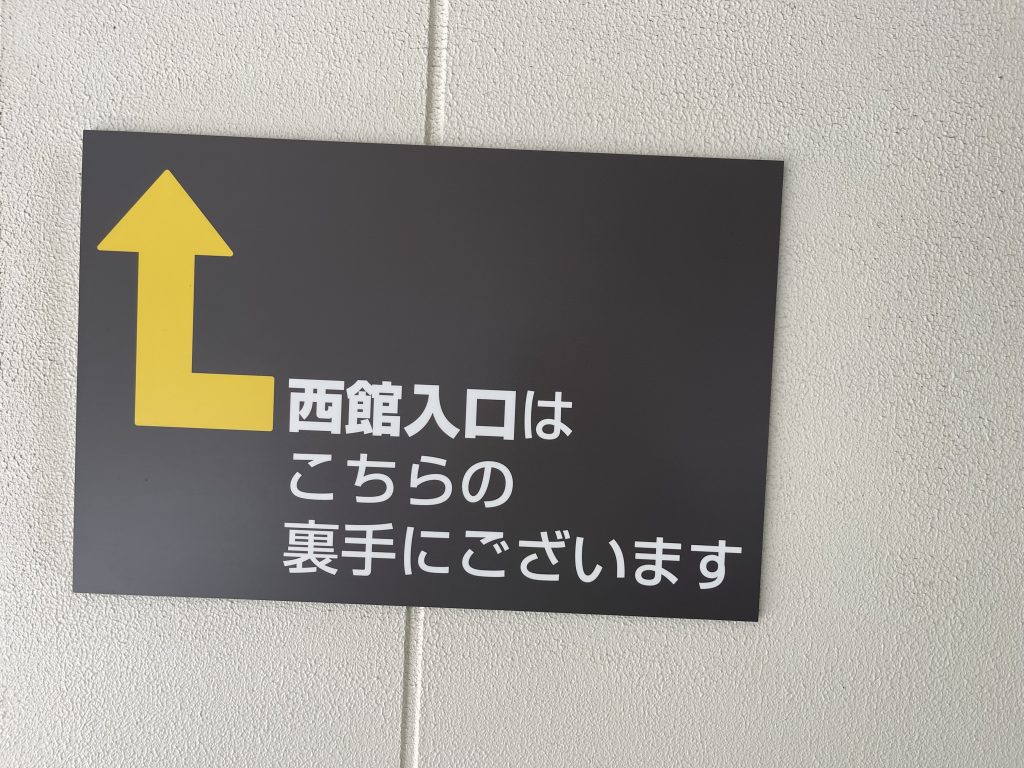 西館入口は
こちらの
裏手にございます